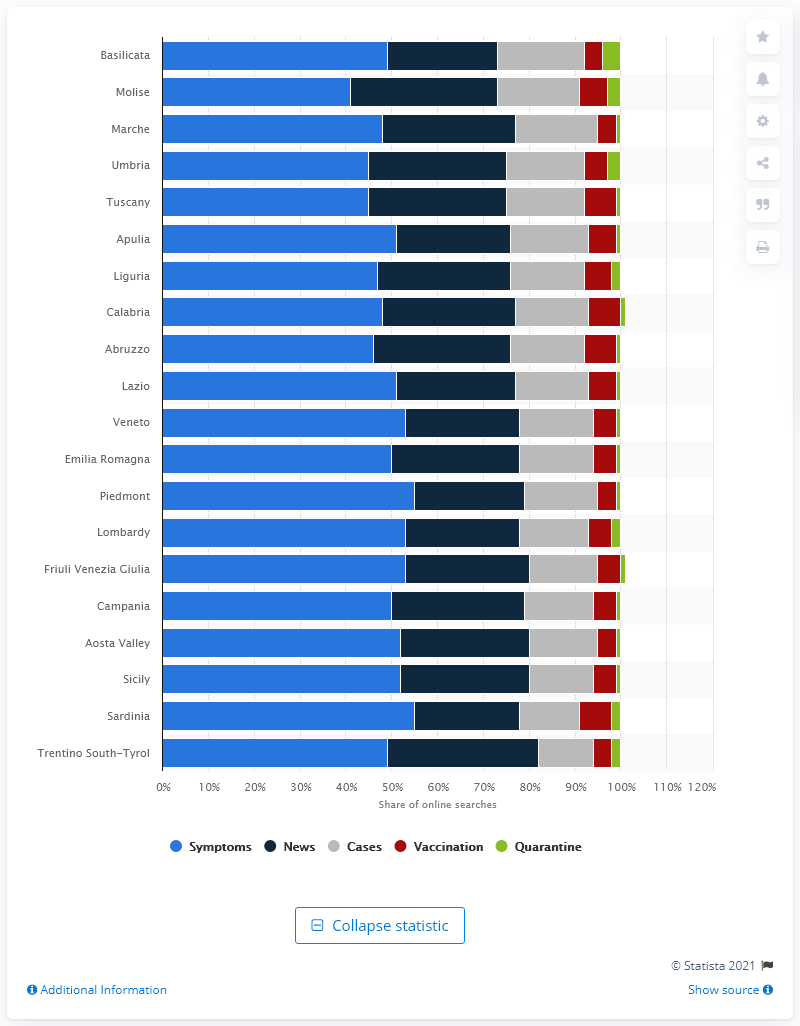 Basilicata
Molise
Marche
Umbria
Tuscany
Apulia
Liguria
Calabria
Abruzzo
Lazio
Veneto
Emilia Romagna
Piedmont
Lombardy
Friuli Venezia Giulia
Campania
Aosta Valley
Sicily
Sardinia
Trentino South-Tyrol
0% 10% 20% 30% 40% 50% 60% 70% 80% 90% 100% 110% 120%
Share of online searches
Symptoms News Cases Vaccination Quarantine
Collapse statistic
© Statista 2021
Additional Information Show source